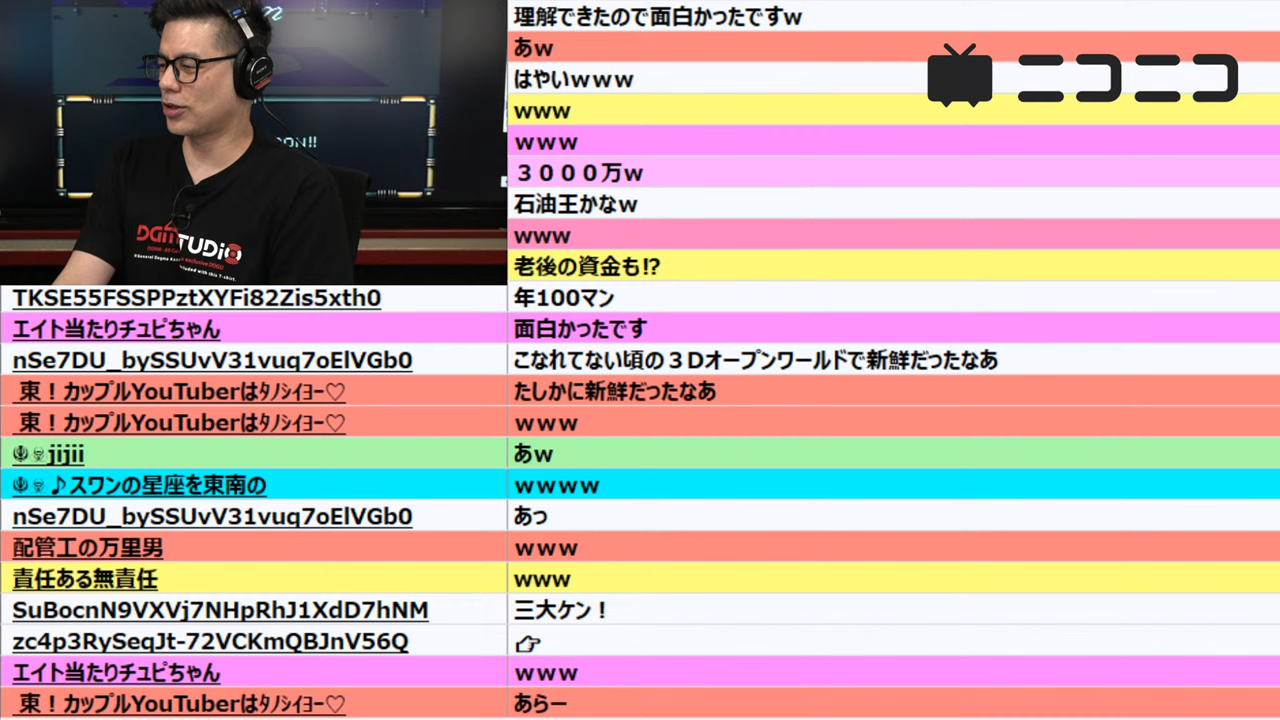 理解できたので面白かったですｗ
あｗ
はやいｗｗｗ
ニコニコ
www
ｗｗｗ
３０００万ｗ
石油王かなｗ
www
老後の資金も!?
OON!!
DGMSTUDiO
TKSE55FSSPPztXYFi82Zis5xth0 年100マン
エイト当たりチュピちゃん 面白かったです
nSe7DU_bySSUvV31vuq7oElVGb0 こなれてない頃の３Dオープンワールドで新鮮だったなあ
東！カップルYouTuberはﾀﾉｼｲﾖｰ♡ たしかに新鮮だったなあ
東！カップルYouTuberはﾀﾉｼｲﾖｰ♡ ｗｗｗ
jijii あｗ
♪スワンの星座を東南の ｗｗｗｗ
nSe7DU_bySSUvV31vuq7oElVGb0 あっ
配管工の万里男 ｗｗｗ
責任ある無責任 www
SuBocnN9VXVj7NHpRhJ1XdD7hNM 三大ケン！
zc4p3RySeqJt-72VCKmQBJnV56Q 👉
エイト当たりチュピちゃん ｗｗｗ
東！カップルYouTuberはﾀﾉｼｲﾖｰ♡ あらー